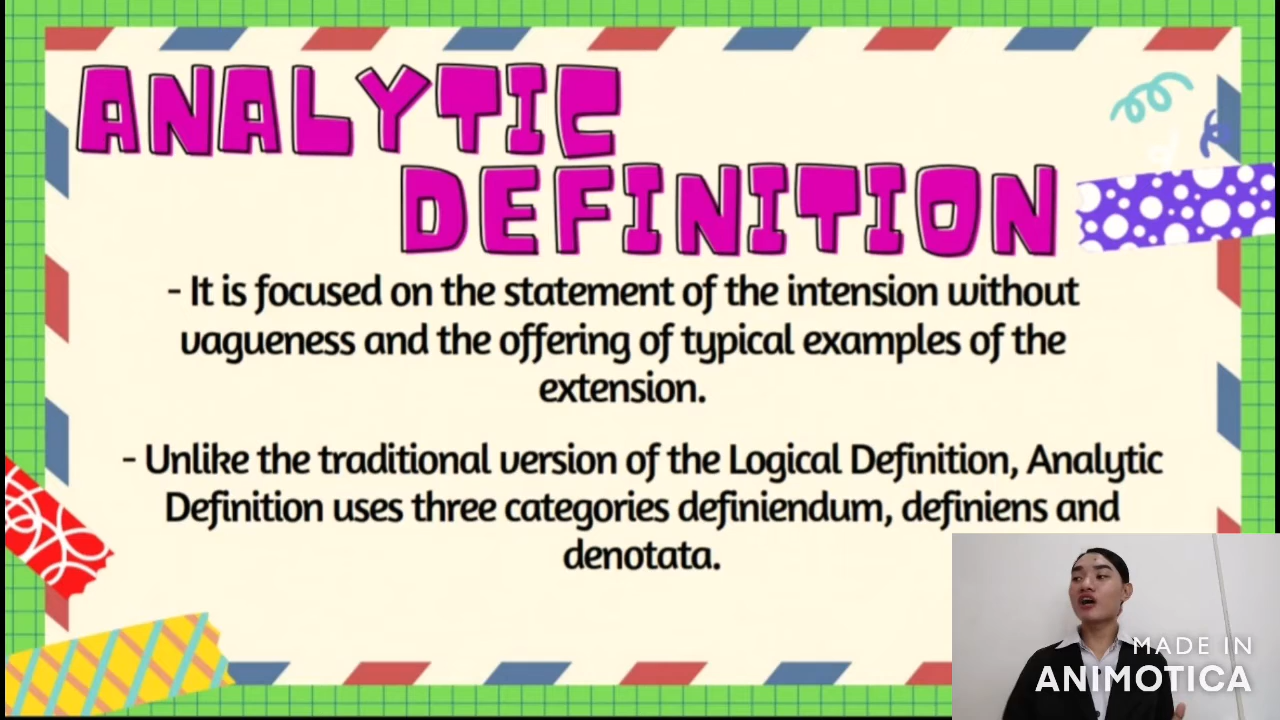 ANALYTIC
DEFINITION
- It is focused on the statement of the intension without
vagueness and the offering of typical examples of the
extension.
- Unlike the traditional version of the Logical Definition, Analytic
Definition uses three categories definiendum, definiens and
denotata.
MADE IN
ANIMOTICA